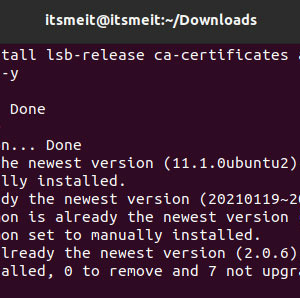 itsmeit@itsmeit:~/Downloads
tall lsb-release ca-certificates
-y
Done
n... Done
he newest version (11.1.0ubuntu2)
lly installed.
dy the newest version (20210119~20
on is already the newest version
on set to manually installed.
lready the newest version (2.0.6)
alled, 0 to remove and 7 not upgra